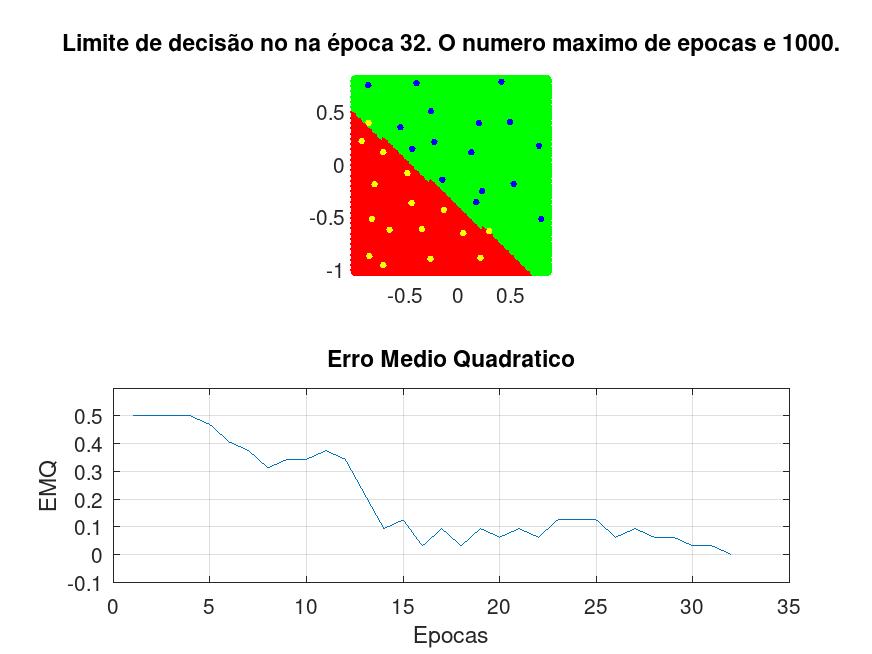 Limite de decisão no na época 32. O numero maximo de epocas e 1000.
0.5
0
-0.5
-1
-0.5 0 0.5
Erro Medio Quadratico
0.5
0.4
0.3
0.2
0.1
0
-0.1
EMQ
0 5 10 15 20 25 30 35
Epocas